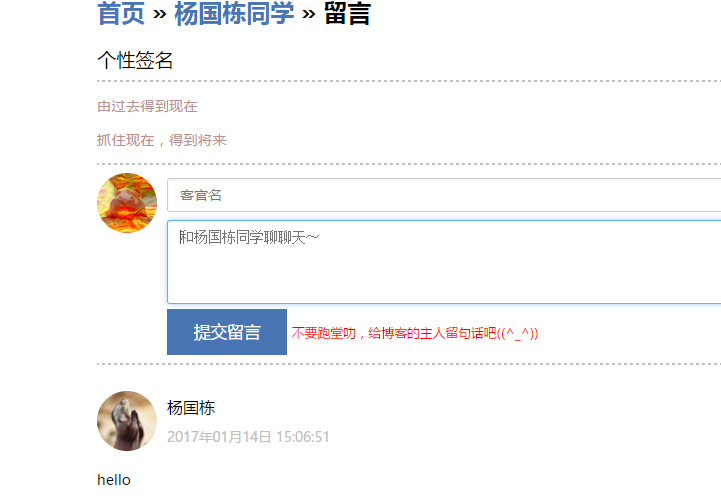 首页 » 杨国栋同学 » 留言
个性签名
由过去得到现在
抓住现在，得到将来
客官名
和杨国栋同学聊聊天～
提交留言 不要跑堂叻，给博客的主人留句话吧((^_^))
杨国栋
2017年01月14日 15:06:51
hello